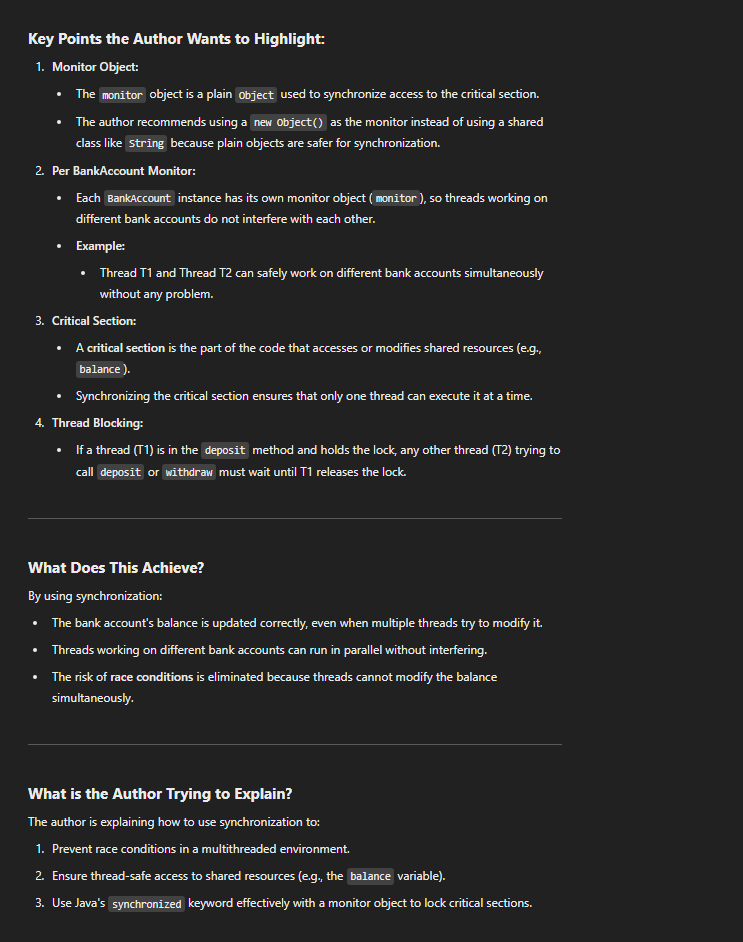 Key Points the Author Wants to Highlight:
1. Monitor Object:
• The monitor object is a plain Object used to synchronize access to the critical section.
• The author recommends using a new Object() as the monitor instead of using a shared
class like String because plain objects are safer for synchronization.
2. Per BankAccount Monitor:
• Each BankAccount instance has its own monitor object (monitor), so threads working on
different bank accounts do not interfere with each other.
• Example:
• Thread T1 and Thread T2 can safely work on different bank accounts simultaneously
without any problem.
3. Critical Section:
• A critical section is the part of the code that accesses or modifies shared resources (e.g.,
balance).
• Synchronizing the critical section ensures that only one thread can execute it at a time.
4. Thread Blocking:
• If a thread (T1) is in the deposit method and holds the lock, any other thread (T2) trying to
call deposit or withdraw must wait until T1 releases the lock.
What Does This Achieve?
By using synchronization:
• The bank account's balance is updated correctly, even when multiple threads try to modify it.
• Threads working on different bank accounts can run in parallel without interfering.
• The risk of race conditions is eliminated because threads cannot modify the balance
simultaneously.
What is the Author Trying to Explain?
The author is explaining how to use synchronization to:
1. Prevent race conditions in a multithreaded environment.
2. Ensure thread-safe access to shared resources (e.g., the balance variable).
3. Use Java's synchronized keyword effectively with a monitor object to lock critical sections.